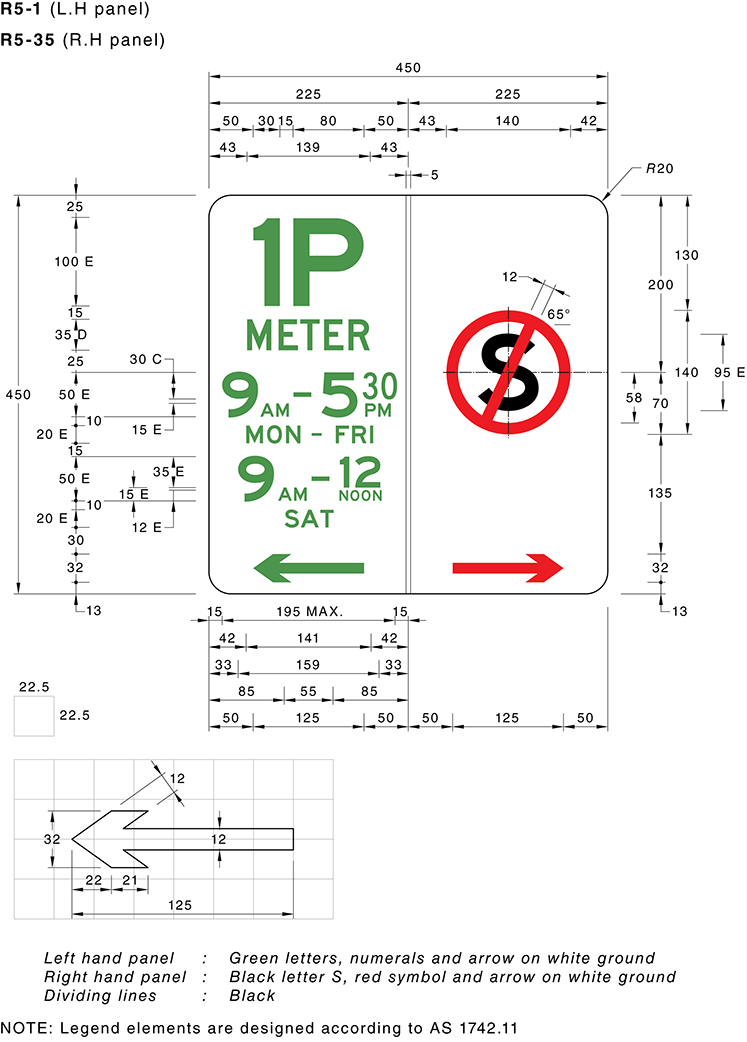 R5-1 (L.H panel)
R5-35 (R.H panel)
450
225 225
50 30 15 80 50 43 140 42
43 139 43
5
R20
25
100 E
15
35 D
25
50 E
10
20 E
15
50 E
10
20 E
30
32
13
450
30 C
15 E
35 E
15 E
12 E
1P
METER
9 AM – 5 30 PM
MON – FRI
9 AM – 12 NOON
SAT
S
12
65°
130
200
140
95 E
58
70
135
32
13
15 195 MAX. 15
42 141 42
33 159 33
85 55 85
50 125 50 50 125 50
22.5
22.5
12
32
12
22 21
125
Left hand panel : Green letters, numerals and arrow on white ground
Right hand panel : Black letter S, red symbol and arrow on white ground
Dividing lines : Black
NOTE: Legend elements are designed according to AS 1742.11